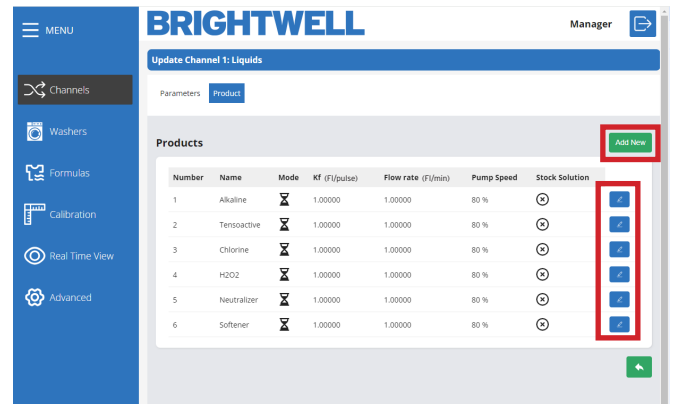 BRIGHTWELL
Manager
MENU
Channels
Washers
Formulas
Calibration
Real Time View
Advanced
Update Channel 1: Liquids
Parameters Product
Products
Add New
Number Name Mode Kf (Fl/pulse) Flow rate (Fl/min) Pump Speed Stock Solution
1 Alkaline 1.00000 1.00000 80 %
2 Tensoactive 1.00000 1.00000 80 %
3 Chlorine 1.00000 1.00000 80 %
4 H2O2 1.00000 1.00000 80 %
5 Neutralizer 1.00000 1.00000 80 %
6 Softener 1.00000 1.00000 80 %